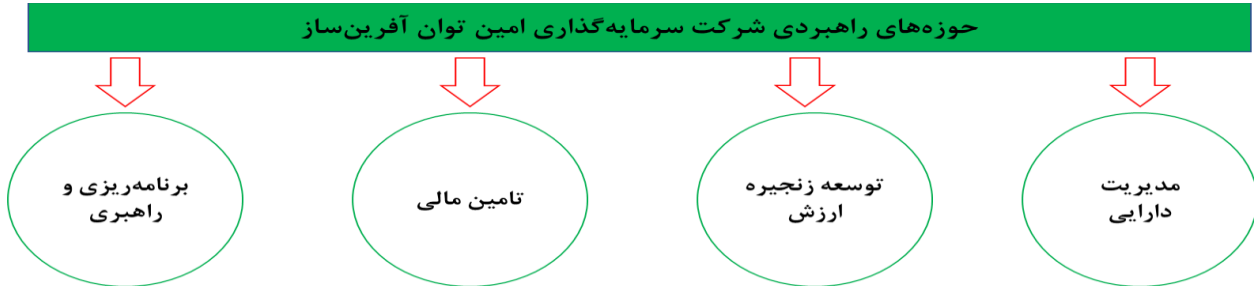 حوزه‌های راهبردی شرکت سرمایه‌گذاری امین توان آفرین‌ساز
مدیریت
دارایی
توسعه زنجیره
ارزش
تامین مالی
برنامه‌ریزی و
راهبری